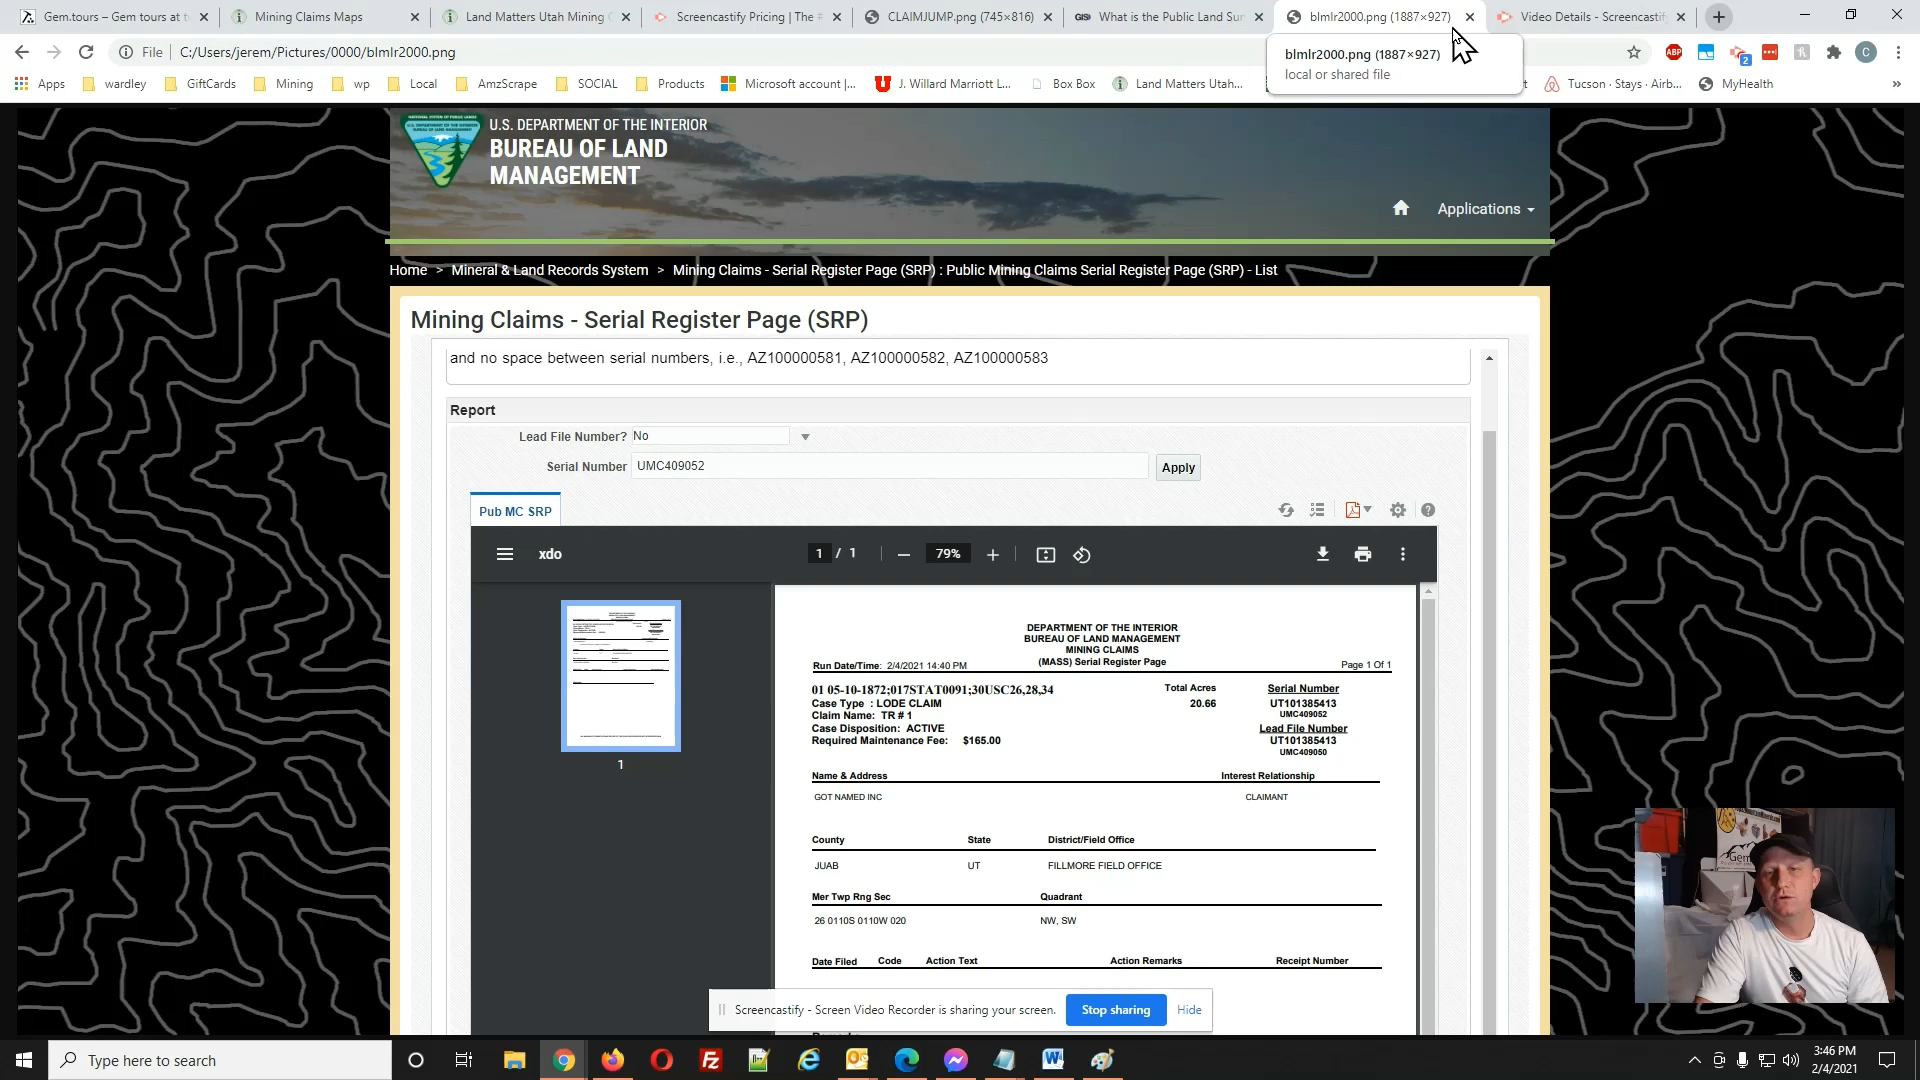 Gem.tours – Gem tours at t
Mining Claims Maps
Land Matters Utah Mining C
Screencastify Pricing | The #
CLAIMJUMP.png (745×816)
What is the Public Land Sur
blmlr2000.png (1887×927)
Video Details - Screencastif
File
C:/Users/jerem/Pictures/0000/blmlr2000.png
blmlr2000.png (1887×927)
local or shared file
2
C
Apps
wardley
GiftCards
Mining
wp
Local
AmzScrape
SOCIAL
Products
Microsoft account |...
J. Willard Marriott L...
Box Box
Land Matters Utah...
Tucson · Stays · Airb...
MyHealth
U.S. DEPARTMENT OF THE INTERIOR
BUREAU OF LAND
MANAGEMENT
Applications
Home > Mineral & Land Records System > Mining Claims - Serial Register Page (SRP) : Public Mining Claims Serial Register Page (SRP) - List
Mining Claims - Serial Register Page (SRP)
and no space between serial numbers, i.e., AZ100000581, AZ100000582, AZ100000583
Report
Lead File Number? No
Serial Number UMC409052 Apply
Pub MC SRP
xdo
1 / 1
79%
DEPARTMENT OF THE INTERIOR
BUREAU OF LAND MANAGEMENT
MINING CLAIMS
(MASS) Serial Register Page
Run Date/Time: 2/4/2021 14:40 PM
Page 1 Of 1
01 05-10-1872;017STAT0091;30USC26,28,34
Case Type : LODE CLAIM
Claim Name: TR # 1
Case Disposition: ACTIVE
Required Maintenance Fee: $165.00
Total Acres
20.66
Serial Number
UT101385413
UMC409052
Lead File Number
UT101385413
UMC409050
Name & Address
Interest Relationship
GOT NAMED INC
CLAIMANT
County State District/Field Office
JUAB UT FILLMORE FIELD OFFICE
Mer Twp Rng Sec Quadrant
26 0110S 0110W 020 NW, SW
Date Filed Code Action Text Action Remarks Receipt Number
1
Screencastify - Screen Video Recorder is sharing your screen.
Stop sharing
Hide
Type here to search
3:46 PM
2/4/2021